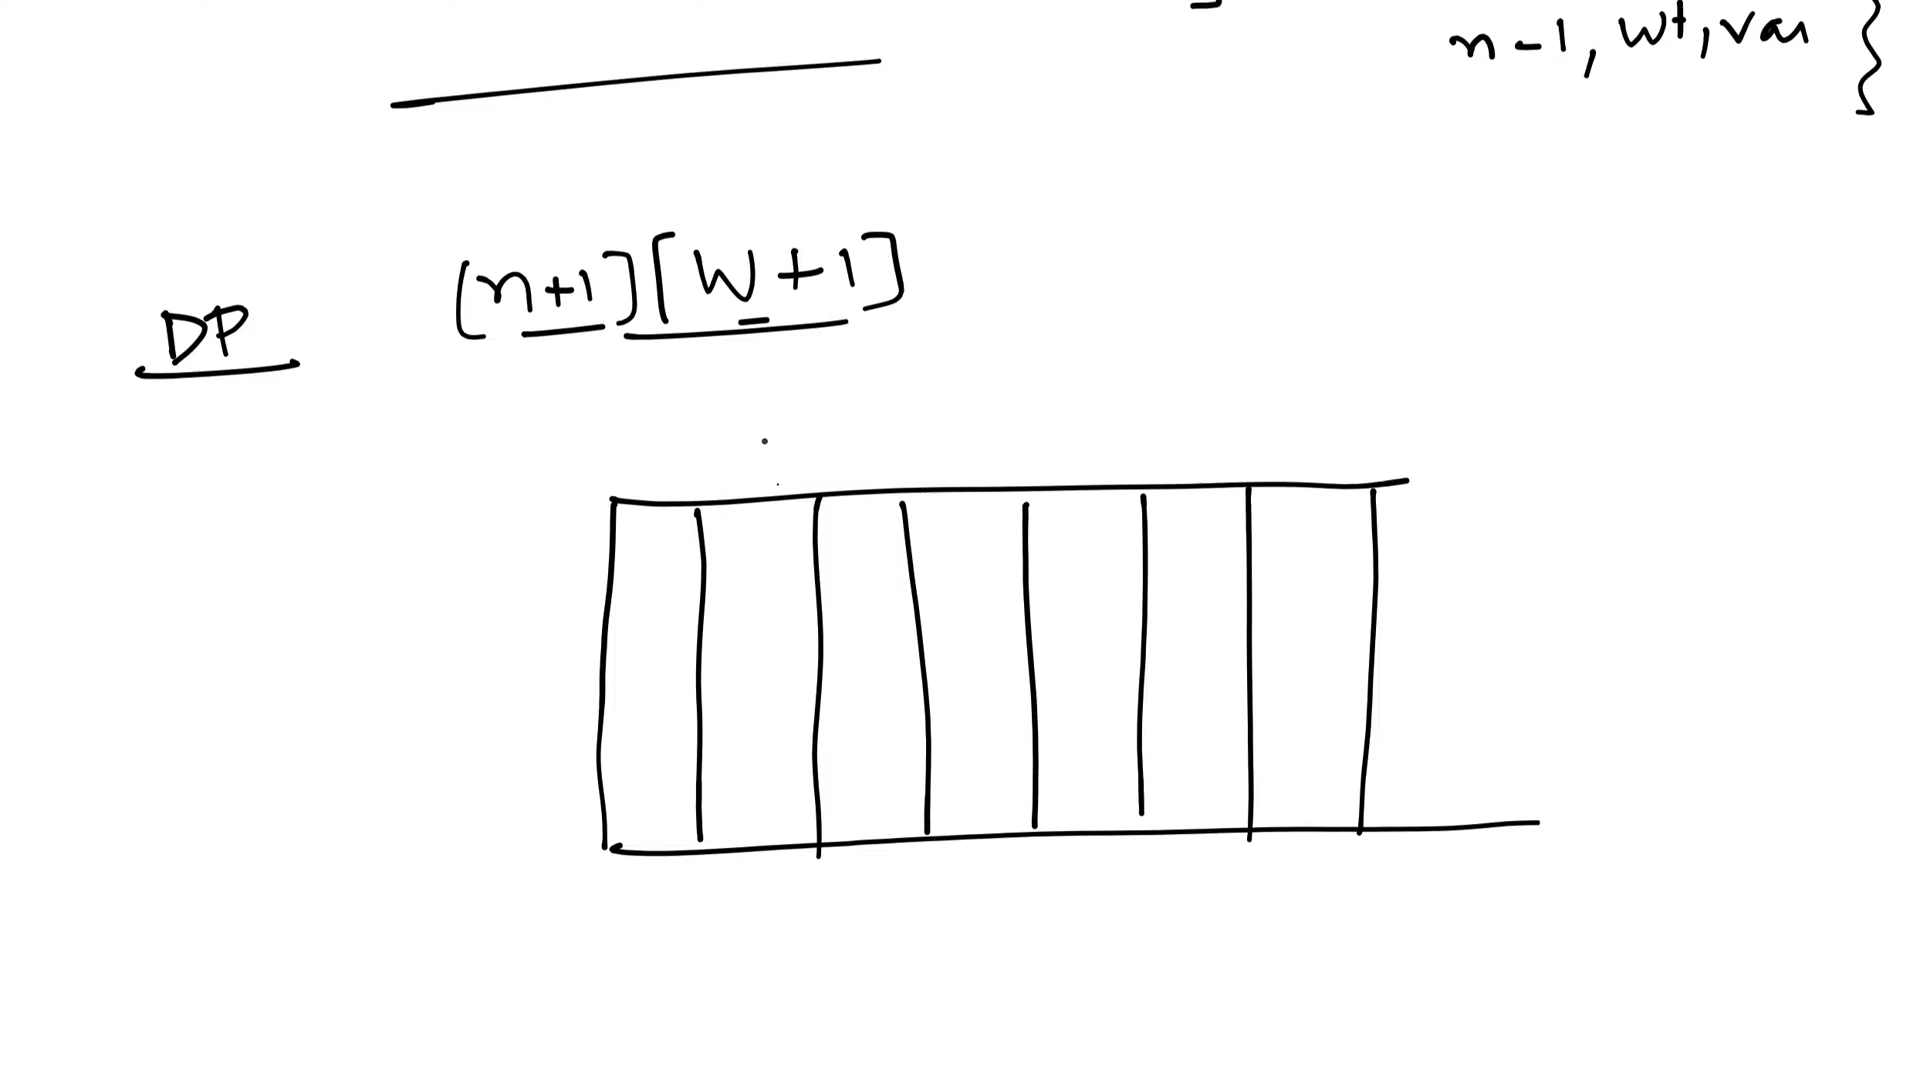 n-1, wt, val }
[n+1][W+1]
DP